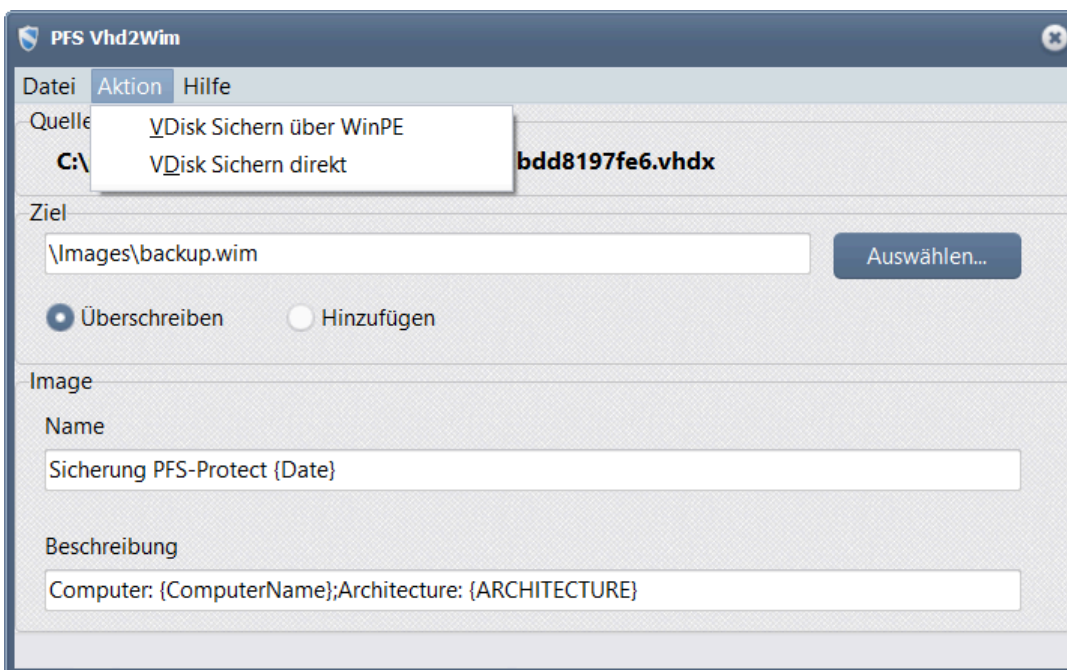 PFS Vhd2Wim
Datei Aktion Hilfe
Quelle
VDisk Sichern über WinPE
C:\ bdd8197fe6.vhdx
VDisk Sichern direkt
Ziel
\Images\backup.wim Auswählen...
Überschreiben Hinzufügen
Image
Name
Sicherung PFS-Protect {Date}
Beschreibung
Computer: {ComputerName};Architecture: {ARCHITECTURE}